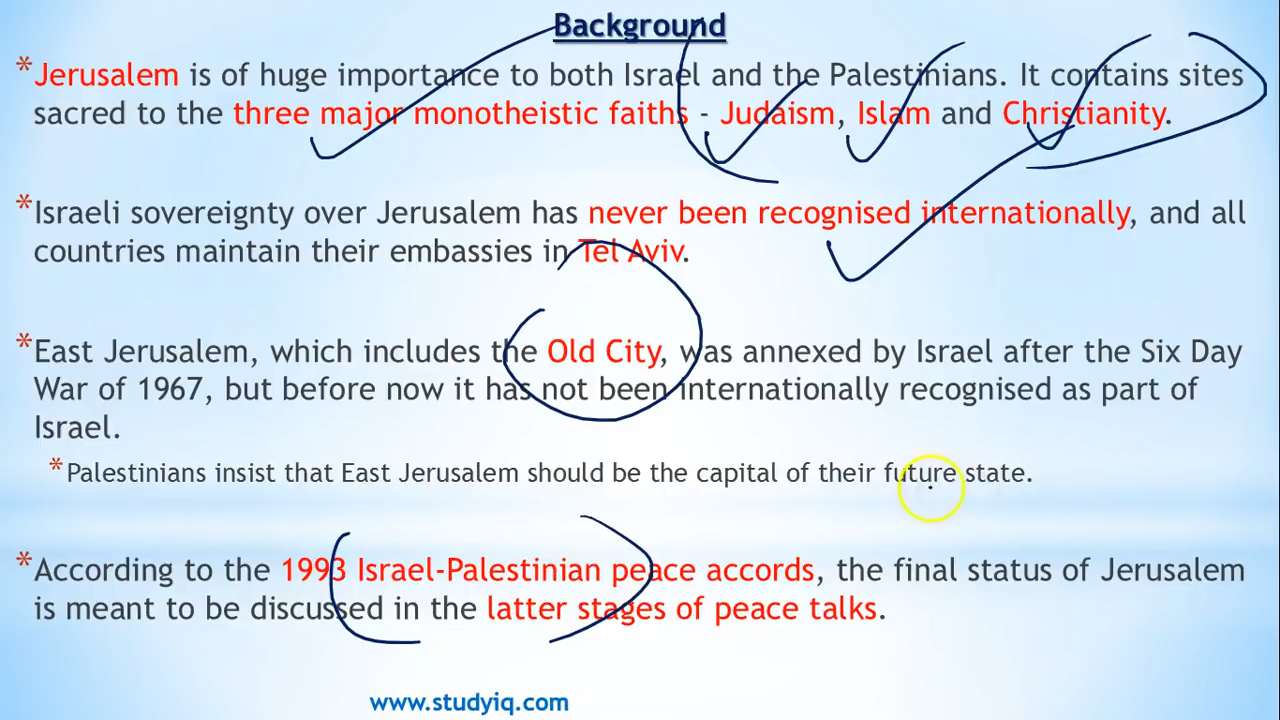 Background
* Jerusalem is of huge importance to both Israel and the Palestinians. It contains sites
sacred to the three major monotheistic faiths - Judaism, Islam and Christianity.
* Israeli sovereignty over Jerusalem has never been recognised internationally, and all
countries maintain their embassies in Tel Aviv.
* East Jerusalem, which includes the Old City, was annexed by Israel after the Six Day
War of 1967, but before now it has not been internationally recognised as part of
Israel.
* Palestinians insist that East Jerusalem should be the capital of their future state.
* According to the 1993 Israel-Palestinian peace accords, the final status of Jerusalem
is meant to be discussed in the latter stages of peace talks.
www.studyiq.com